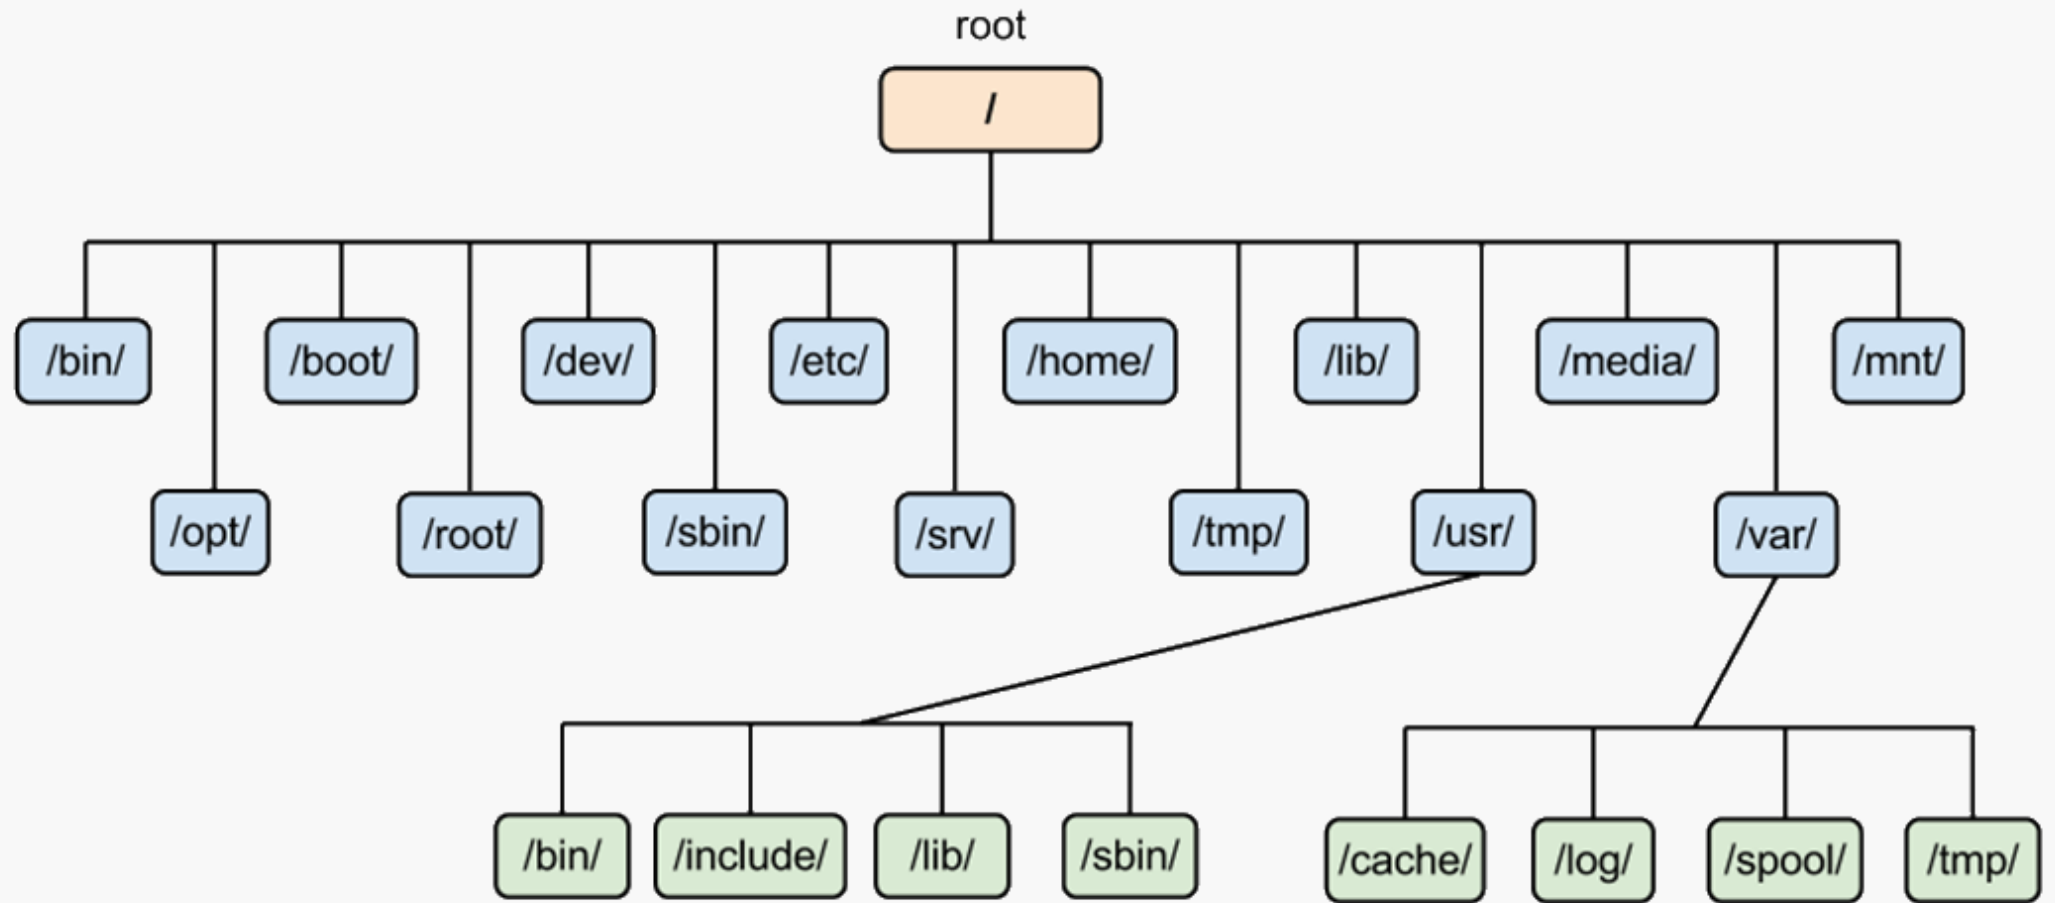 root
/
/bin/
/boot/
/dev/
/etc/
/home/
/lib/
/media/
/mnt/
/opt/
/root/
/sbin/
/srv/
/tmp/
/usr/
/var/
/bin/
/include/
/lib/
/sbin/
/cache/
/log/
/spool/
/tmp/